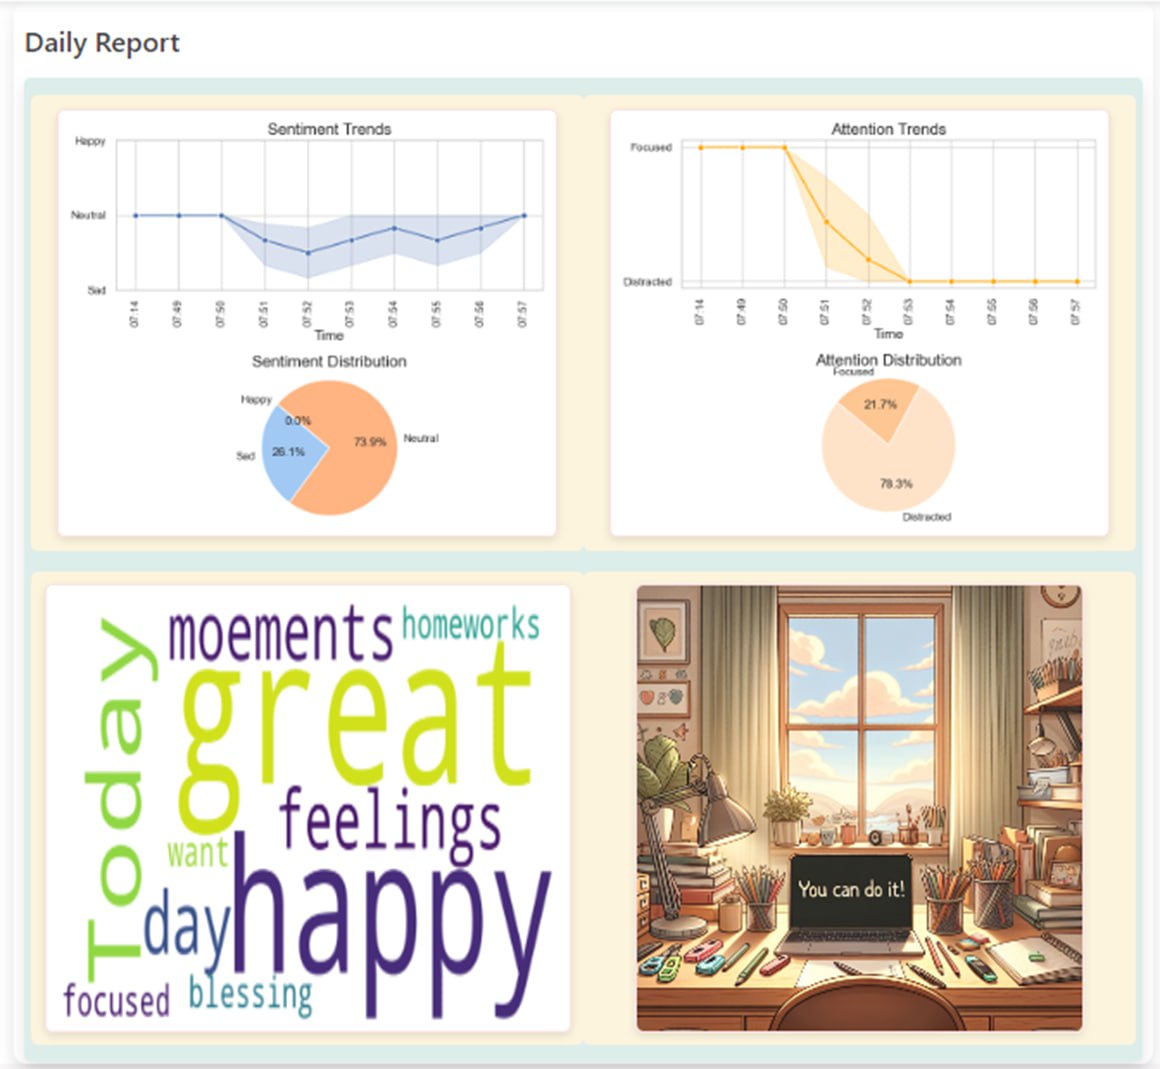 Daily Report
Sentiment Trends
Happy
Neutral
Sad
07:14
07:49
07:50
07:51
07:52
07:53
07:54
07:55
07:56
07:57
Time
Sentiment Distribution
Happy
0.0%
Sad
26.1%
73.9%
Neutral
Attention Trends
Focused
Distracted
07:14
07:49
07:50
07:51
07:52
07:53
07:54
07:55
07:56
07:57
Time
Attention Distribution
Focused
21.7%
78.3%
Distracted
Today
moements
homeworks
great
feelings
want
happy
day
focused
blessing
You can do it!